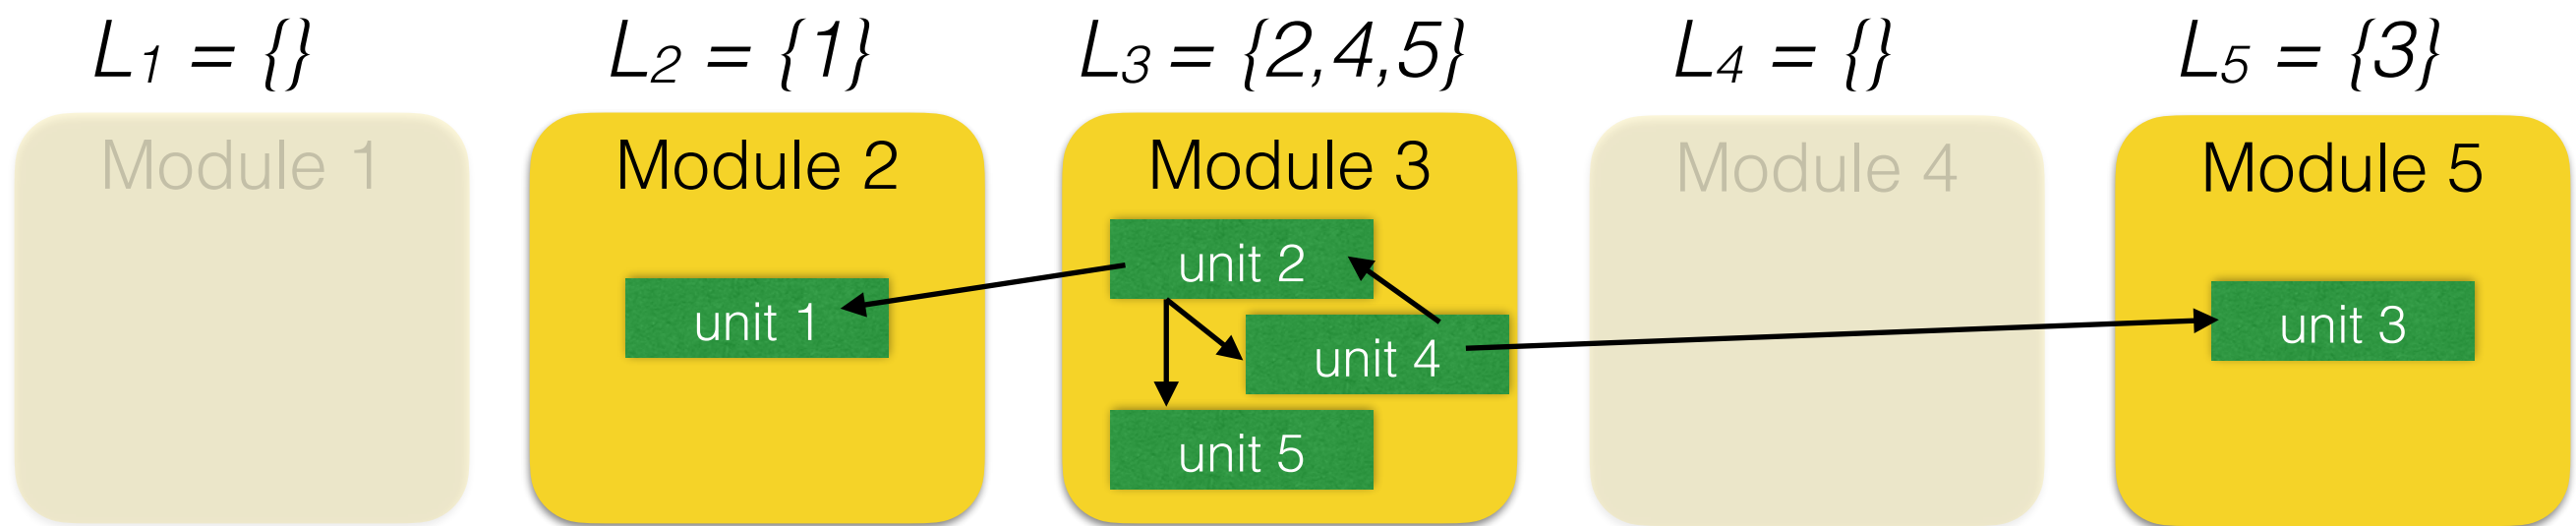 L1 = {} L2 = {1} L3 = {2,4,5} L4 = {} L5 = {3}
Module 1 Module 2 Module 3 Module 4 Module 5
unit 2
unit 1 unit 4 unit 3
unit 5